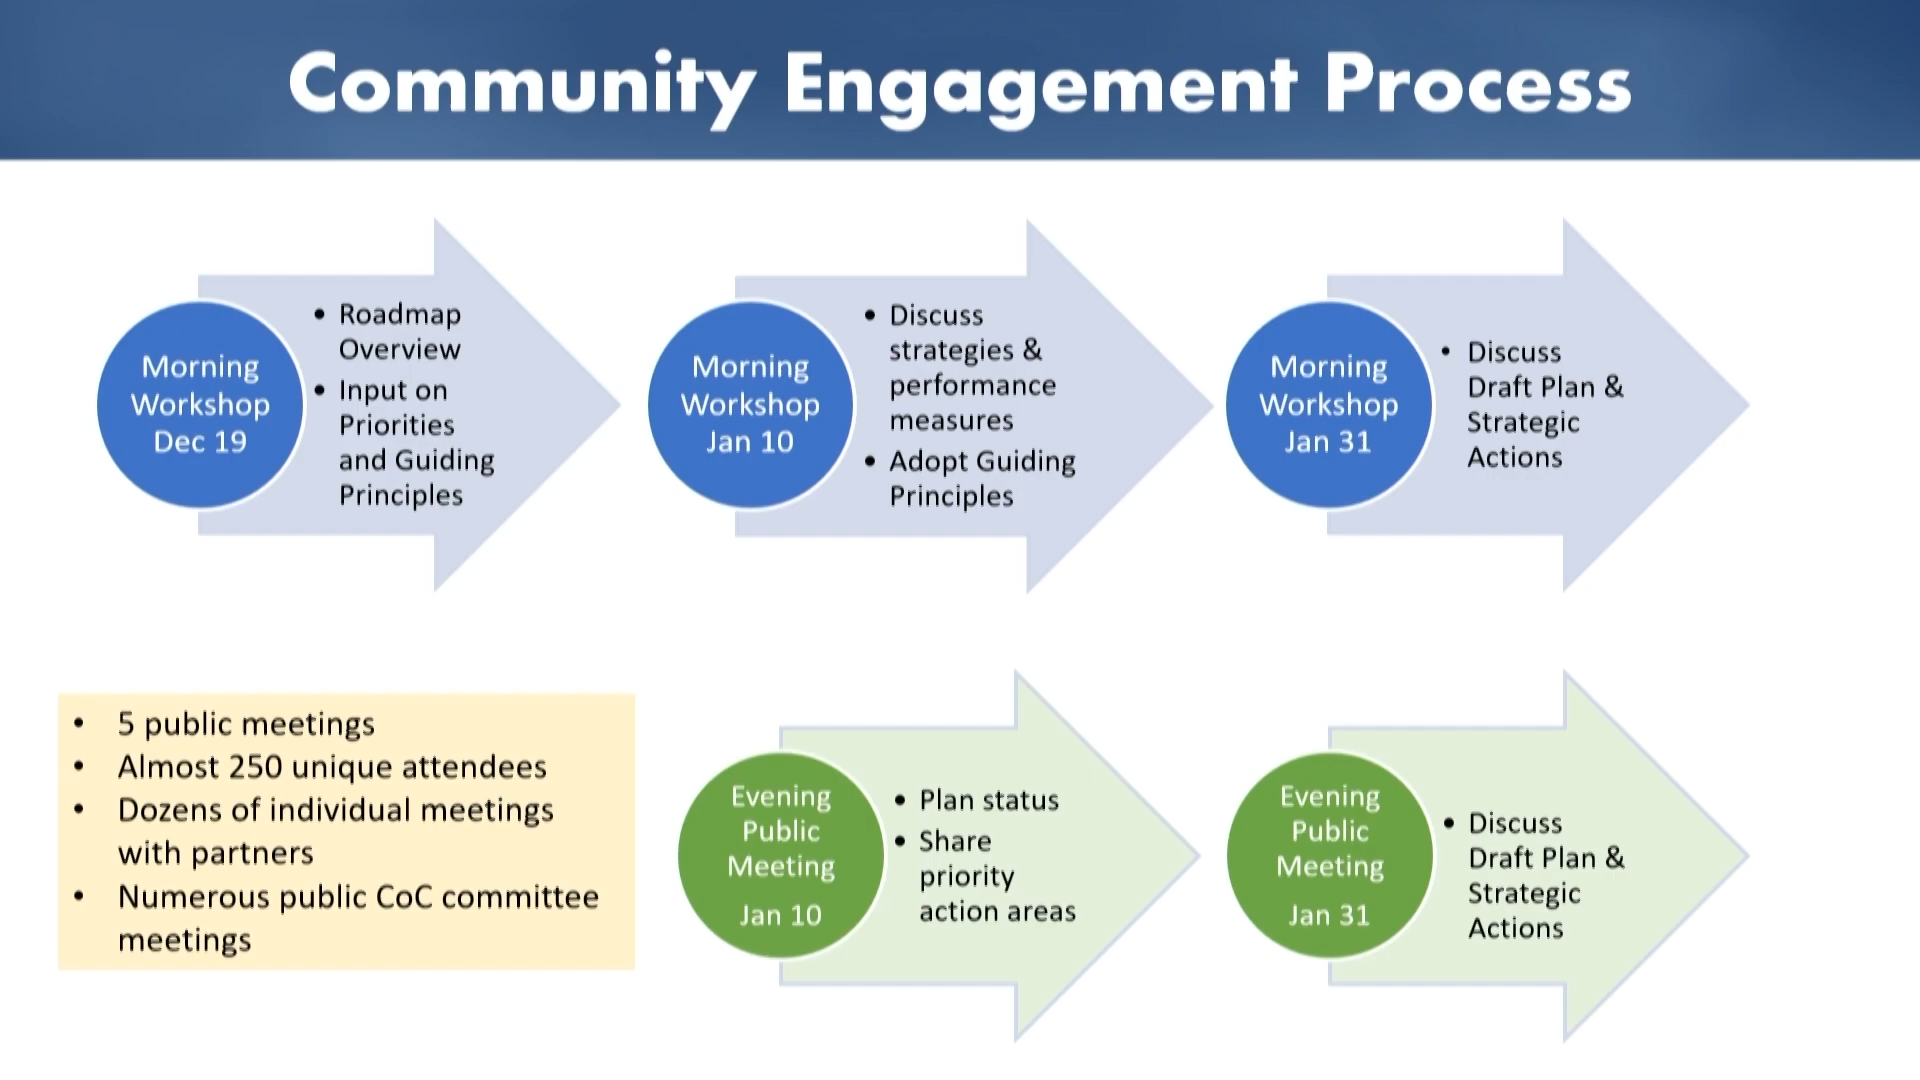 Community Engagement Process
Morning
Workshop
Dec 19
• Roadmap
Overview
• Input on
Priorities
and Guiding
Principles
Morning
Workshop
Jan 10
• Discuss
strategies &
performance
measures
• Adopt Guiding
Principles
Morning
Workshop
Jan 31
• Discuss
Draft Plan &
Strategic
Actions
• 5 public meetings
• Almost 250 unique attendees
• Dozens of individual meetings
with partners
• Numerous public CoC committee
meetings
Evening
Public
Meeting
Jan 10
• Plan status
• Share
priority
action areas
Evening
Public
Meeting
Jan 31
• Discuss
Draft Plan &
Strategic
Actions